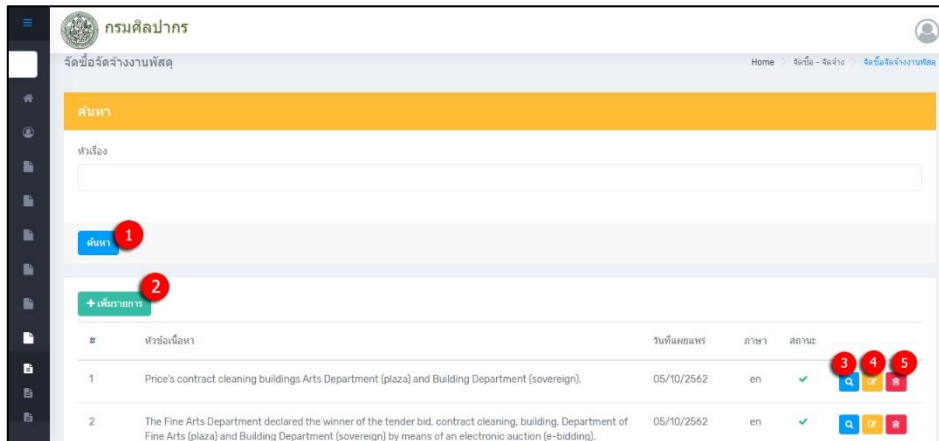 กรมศิลปากร
จัดซื้อจัดจ้างงานพัสดุ
Home จัดซื้อ - จัดจ้าง จัดซื้อจัดจ้างงานพัสดุ
ค้นหา
หัวเรื่อง
ค้นหา 1
2
+ เพิ่มรายการ
# หัวข้อเนื้อหา วันที่เผยแพร่ ภาษา สถานะ
3 4 5
1 Price's contract cleaning buildings Arts Department (plaza) and Building Department (sovereign). 05/10/2562 en
2 The Fine Arts Department declared the winner of the tender bid, contract cleaning, building, Department of 05/10/2562 en
Fine Arts (plaza) and Building Department (sovereign) by means of an electronic auction (e-bidding).